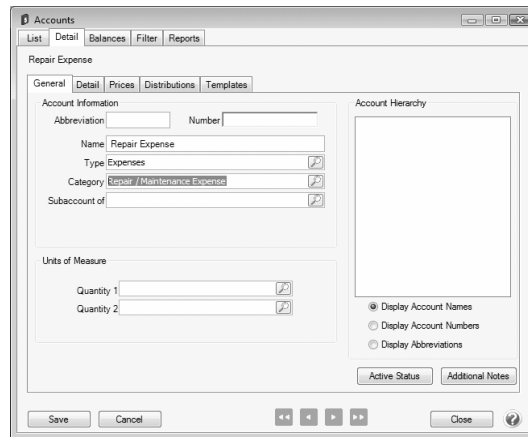 Accounts
List Detail Balances Filter Reports
Repair Expense
General Detail Prices Distributions Templates
Account Information
Abbreviation Number
Name Repair Expense
Type Expenses
Category Repair / Maintenance Expense
Subaccount of
Units of Measure
Quantity 1
Quantity 2
Account Hierarchy
Display Account Names
Display Account Numbers
Display Abbreviations
Active Status Additional Notes
Save Cancel Close ?